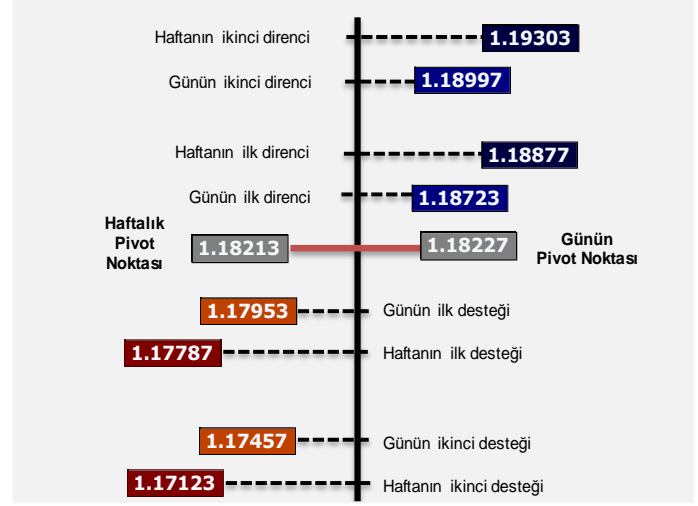 Haftanın ikinci direnci 1.19303
Günün ikinci direnci 1.18997
Haftanın ilk direnci 1.18877
Günün ilk direnci 1.18723
Haftalık
Pivot
Noktası
1.18213 1.18227
Günün
Pivot Noktası
1.17953 Günün ilk desteği
1.17787 Haftanın ilk desteği
1.17457 Günün ikinci desteği
1.17123 Haftanın ikinci desteği